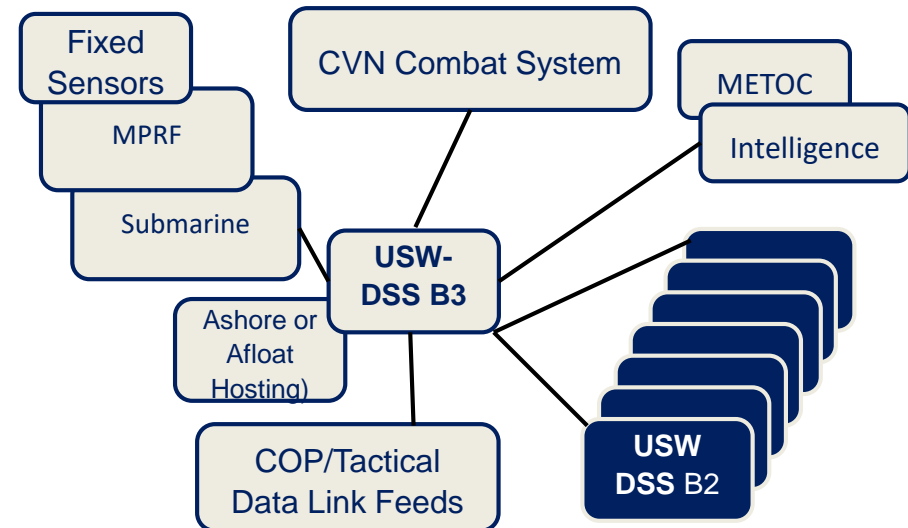 Fixed
Sensors
MPRF
Submarine
CVN Combat System
METOC
Intelligence
USW-
DSS B3
Ashore or
Afloat
Hosting)
COP/Tactical
Data Link Feeds
USW
DSS B2